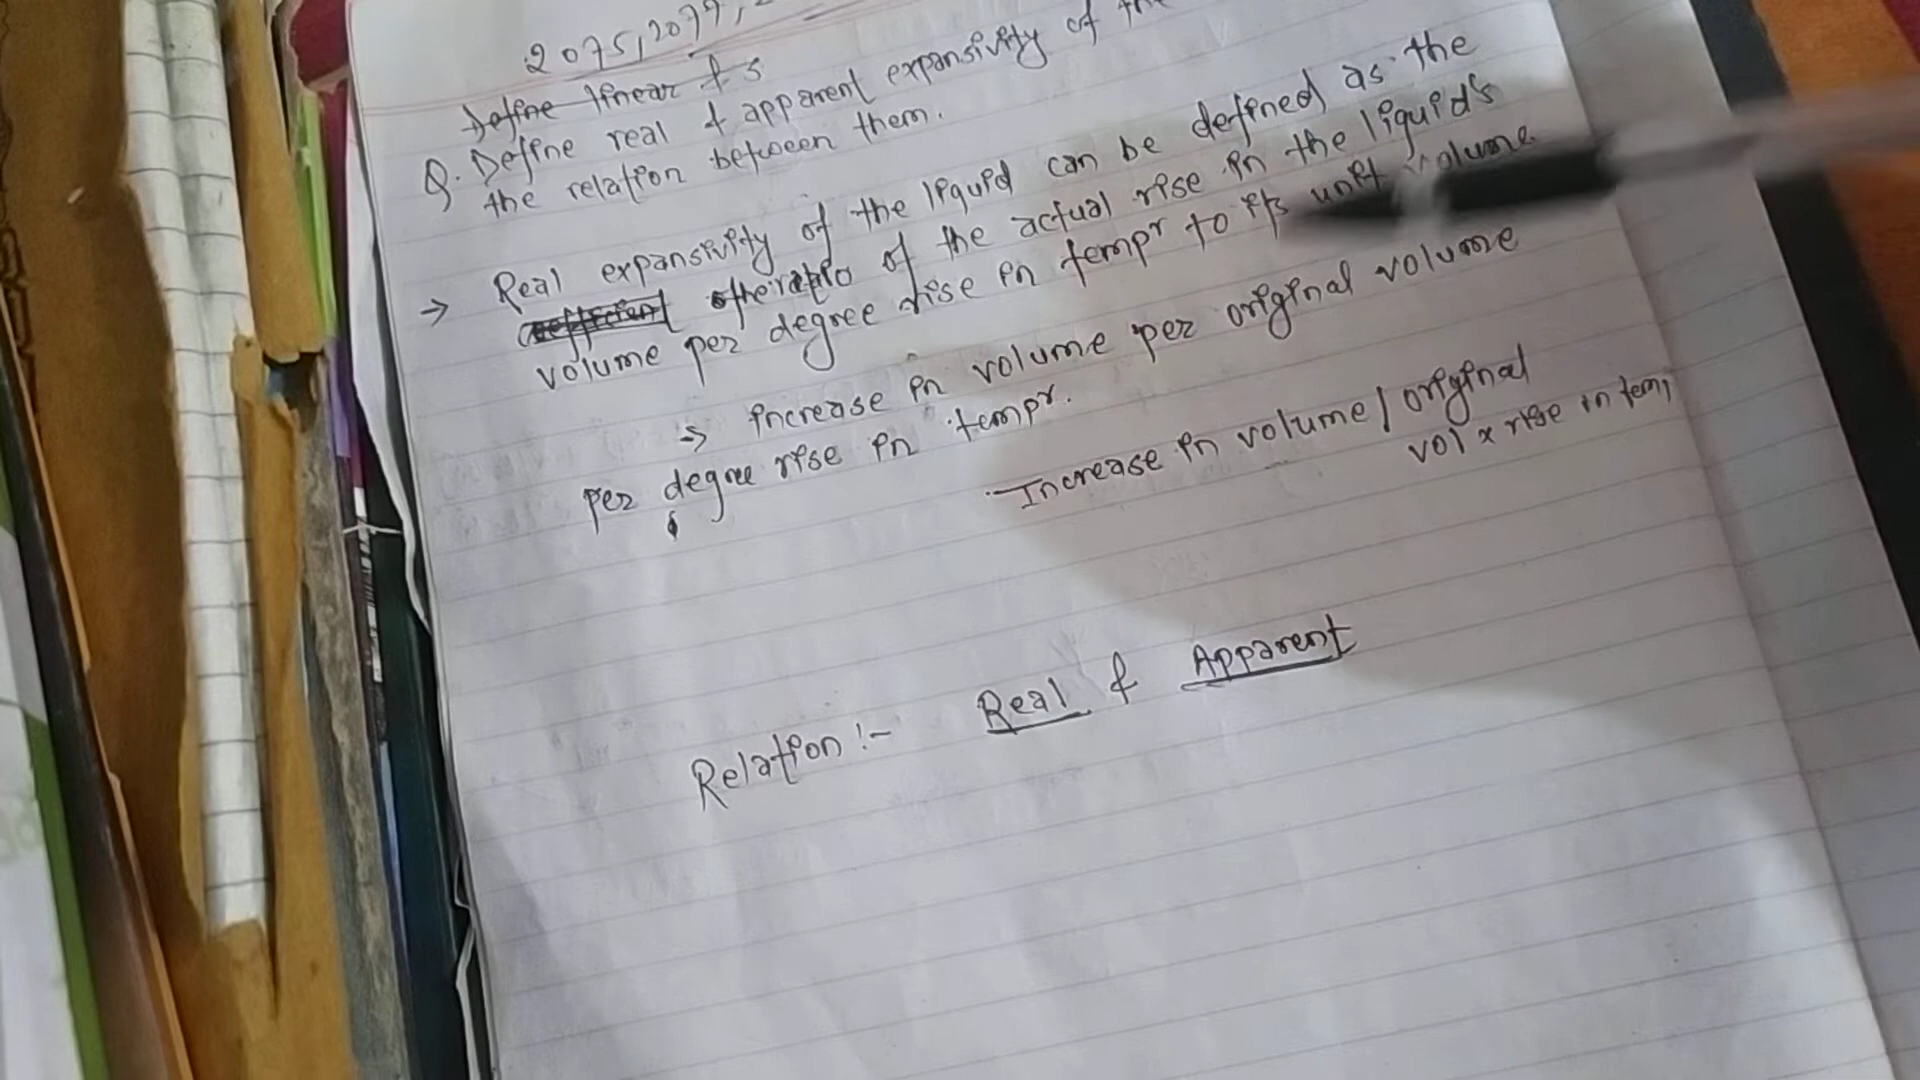 2075, 2079,
Define linear & s
Q. Define real & apparent expansivity of the
the relation between them.
→ Real expansivity of the liquid can be defined as the
coefficient the ratio of the actual rise in the liquid's
volume per degree rise in tempr to its unit volume.
→ increase in volume per original volume
per degree rise in tempr.
Increase in volume / original
vol x rise in tem
Relation :- Real & Apparent